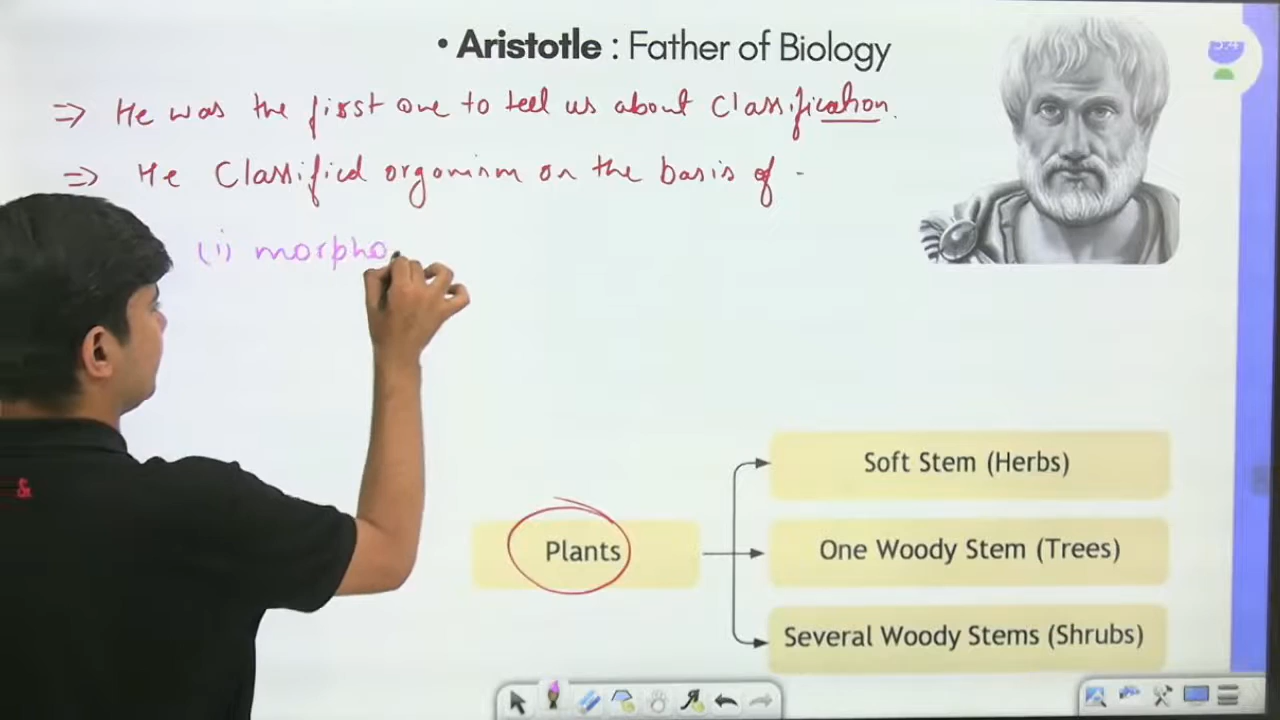 • Aristotle : Father of Biology
⇒ He was the first one to tell us about Classification.
⇒ He Classified organism on the basis of -
(i) morpho
Soft Stem (Herbs)
Plants
One Woody Stem (Trees)
Several Woody Stems (Shrubs)